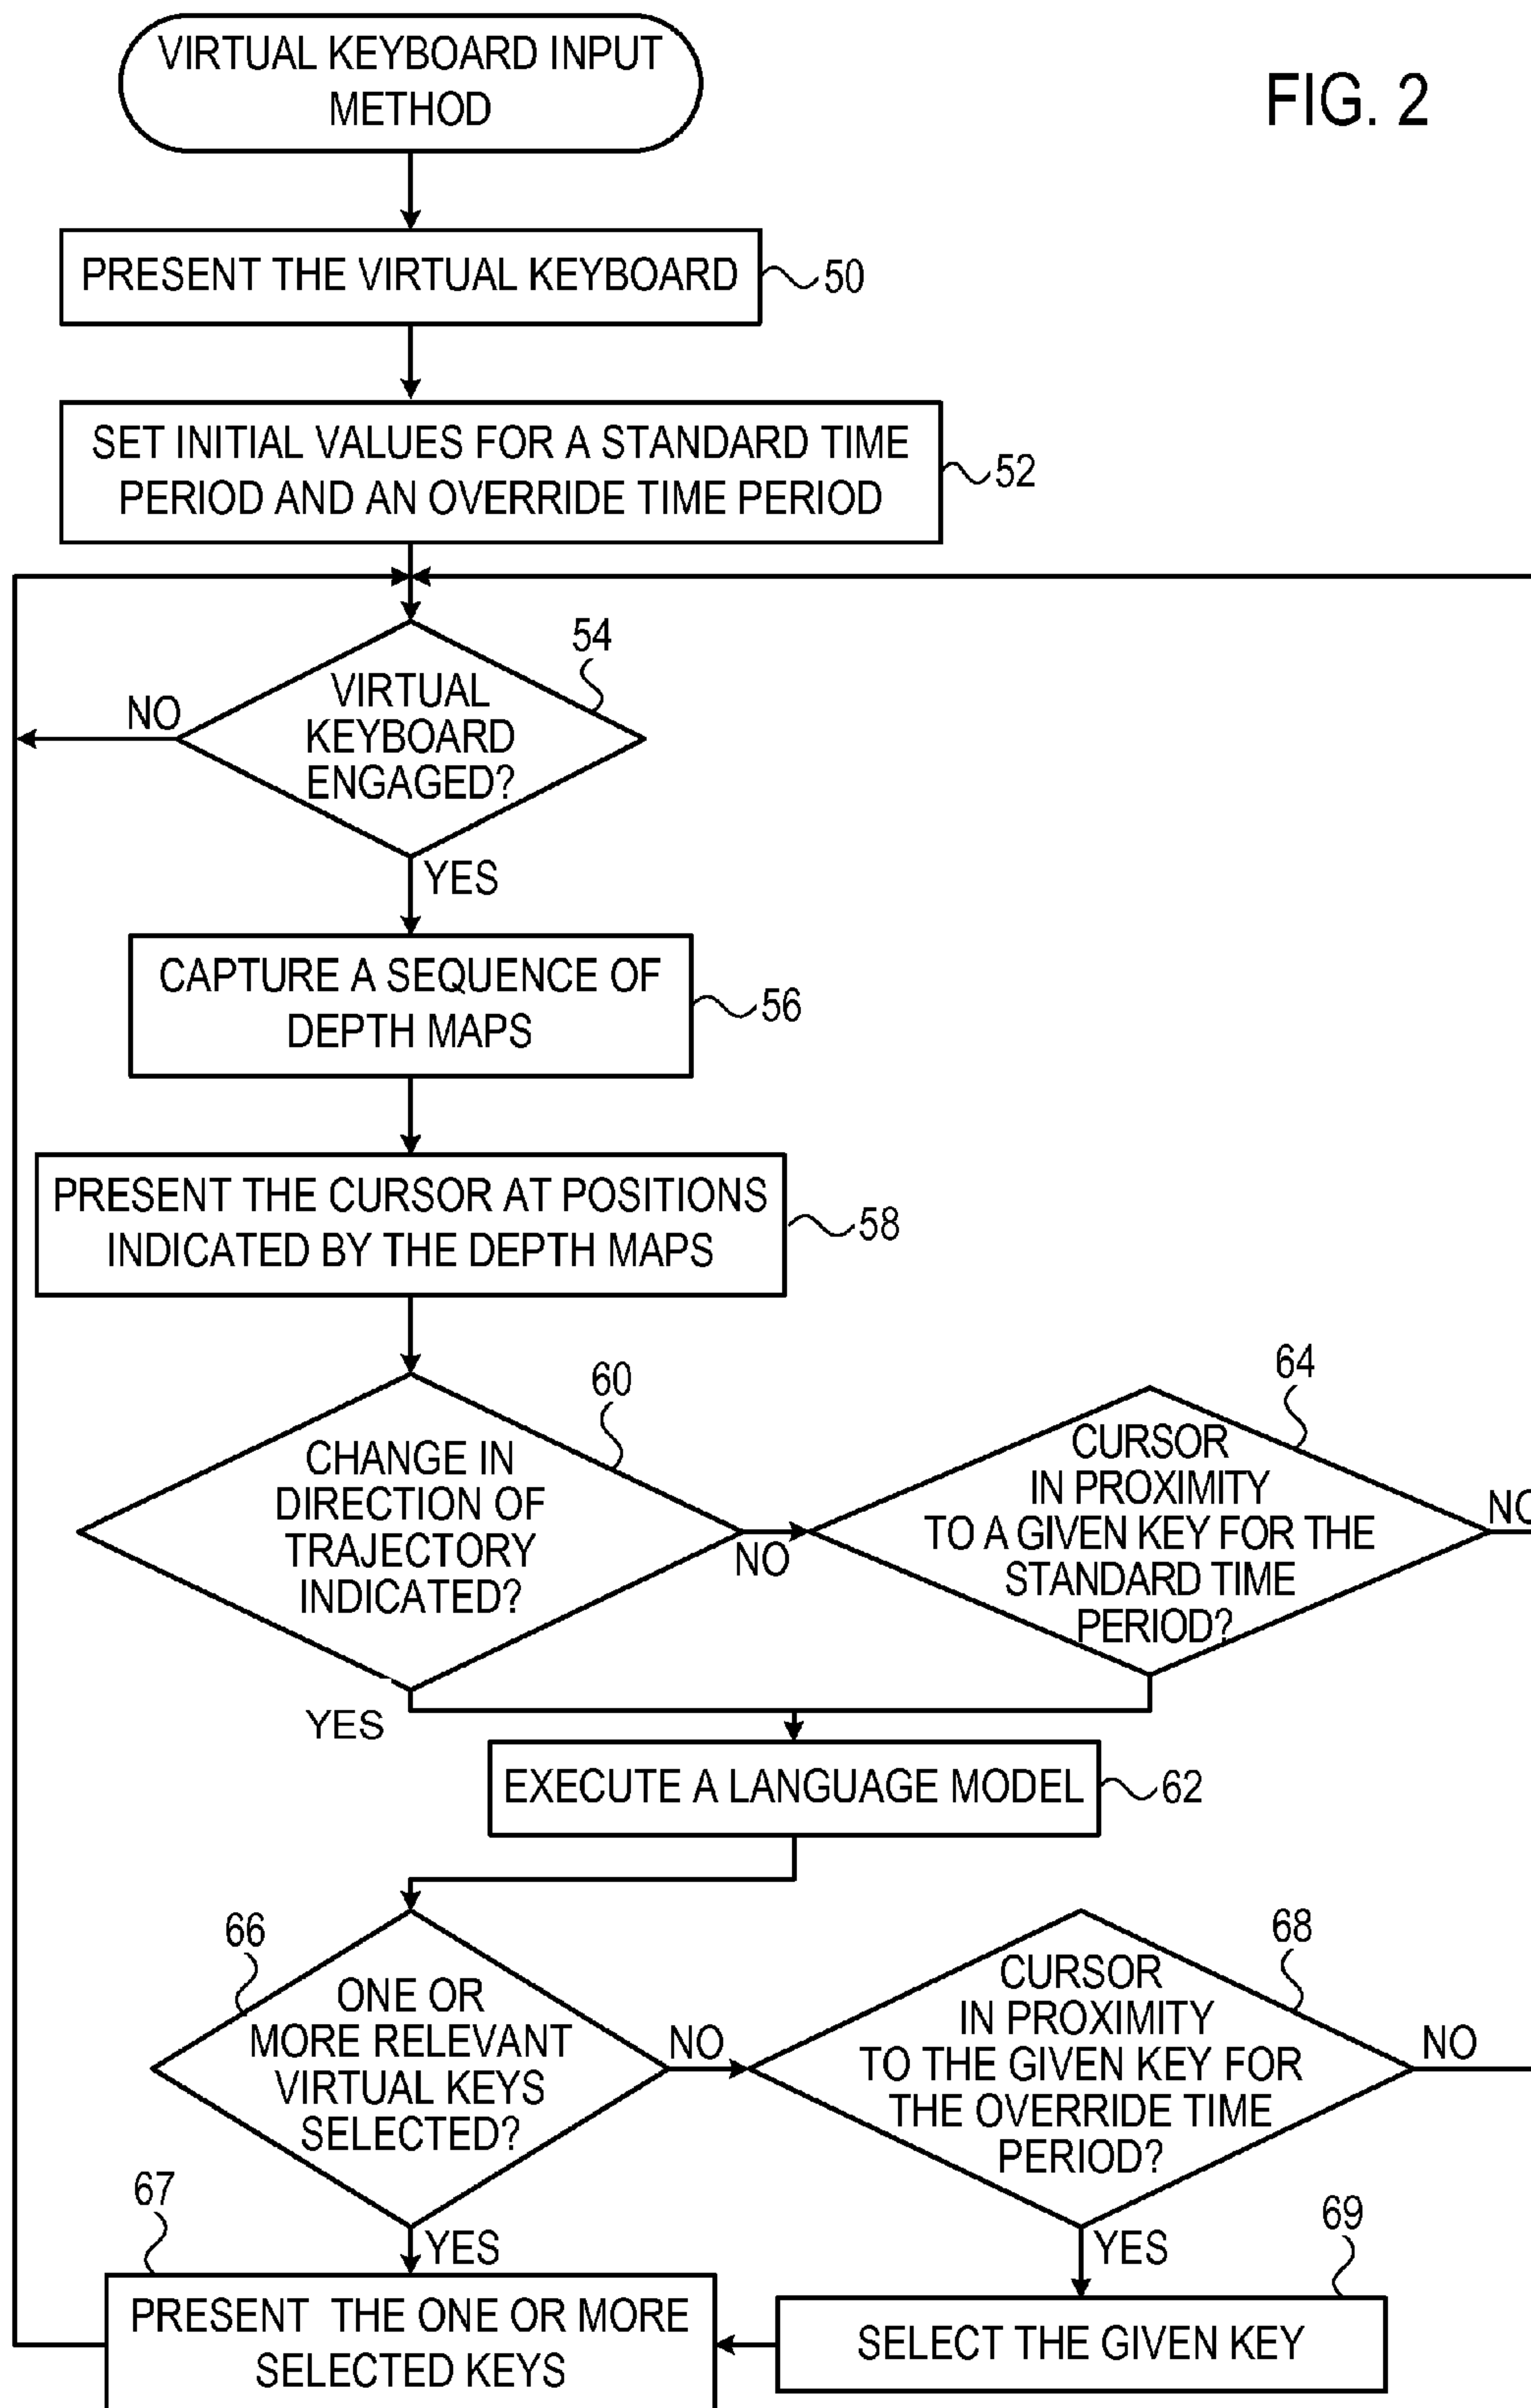 VIRTUAL KEYBOARD INPUT
METHOD
FIG. 2
PRESENT THE VIRTUAL KEYBOARD
50
SET INITIAL VALUES FOR A STANDARD TIME
PERIOD AND AN OVERRIDE TIME PERIOD
52
54
VIRTUAL
KEYBOARD
ENGAGED?
NO
YES
CAPTURE A SEQUENCE OF
DEPTH MAPS
56
PRESENT THE CURSOR AT POSITIONS
INDICATED BY THE DEPTH MAPS
58
60
CHANGE IN
DIRECTION OF
TRAJECTORY
INDICATED?
NO
YES
64
CURSOR
IN PROXIMITY
TO A GIVEN KEY FOR THE
STANDARD TIME
PERIOD?
NO
EXECUTE A LANGUAGE MODEL
62
66
ONE OR
MORE RELEVANT
VIRTUAL KEYS
SELECTED?
NO
YES
68
CURSOR
IN PROXIMITY
TO THE GIVEN KEY FOR
THE OVERRIDE TIME
PERIOD?
NO
YES
67
PRESENT THE ONE OR MORE
SELECTED KEYS
69
SELECT THE GIVEN KEY